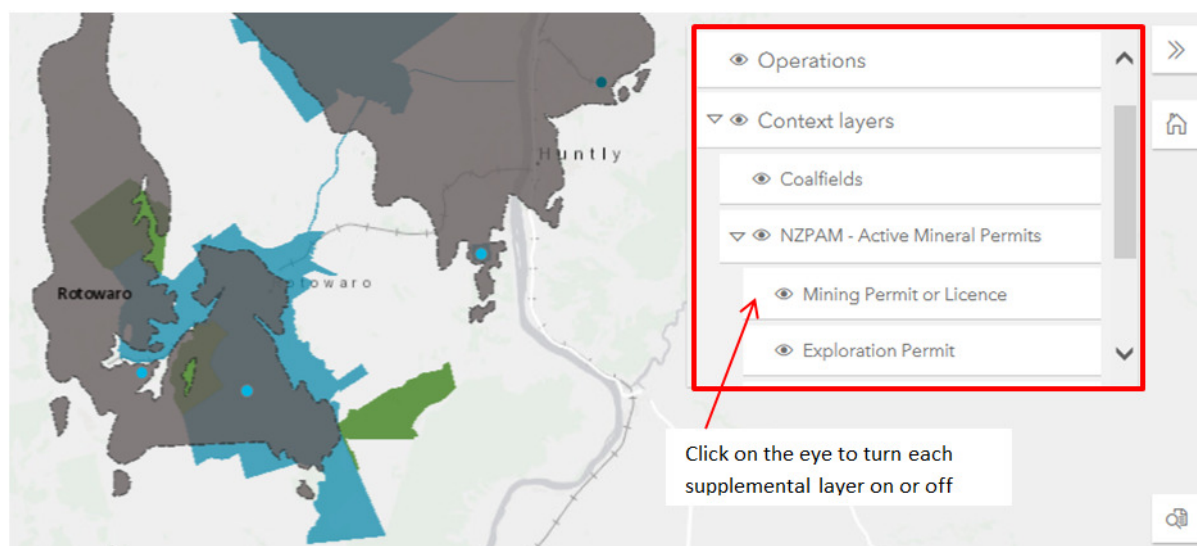 Operations
Context layers
Huntly
Coalfields
NZPAM - Active Mineral Permits
Rotowaro
Rotowaro
Mining Permit or Licence
Exploration Permit
Click on the eye to turn each
supplemental layer on or off